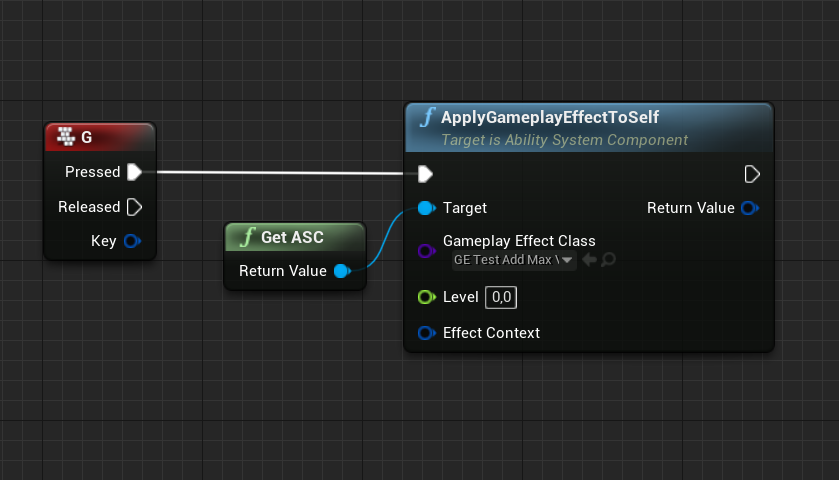 G
Pressed
Released
Key
Get ASC
Return Value
ApplyGameplayEffectToSelf
Target is Ability System Component
Target
Return Value
Gameplay Effect Class
GE Test Add Max
Level 0,0
Effect Context